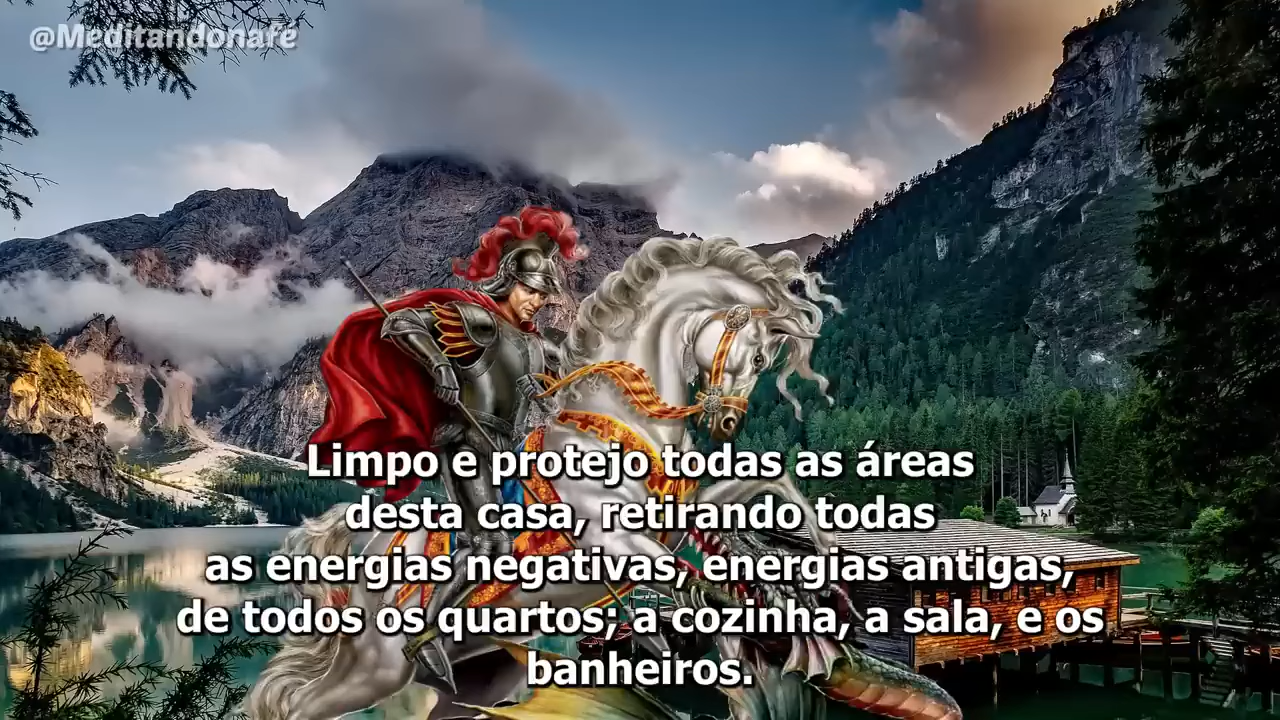 @Meditandonafé
Limpo e protejo todas as áreas
desta casa, retirando todas
as energias negativas, energias antigas,
de todos os quartos; a cozinha, a sala, e os
banheiros.